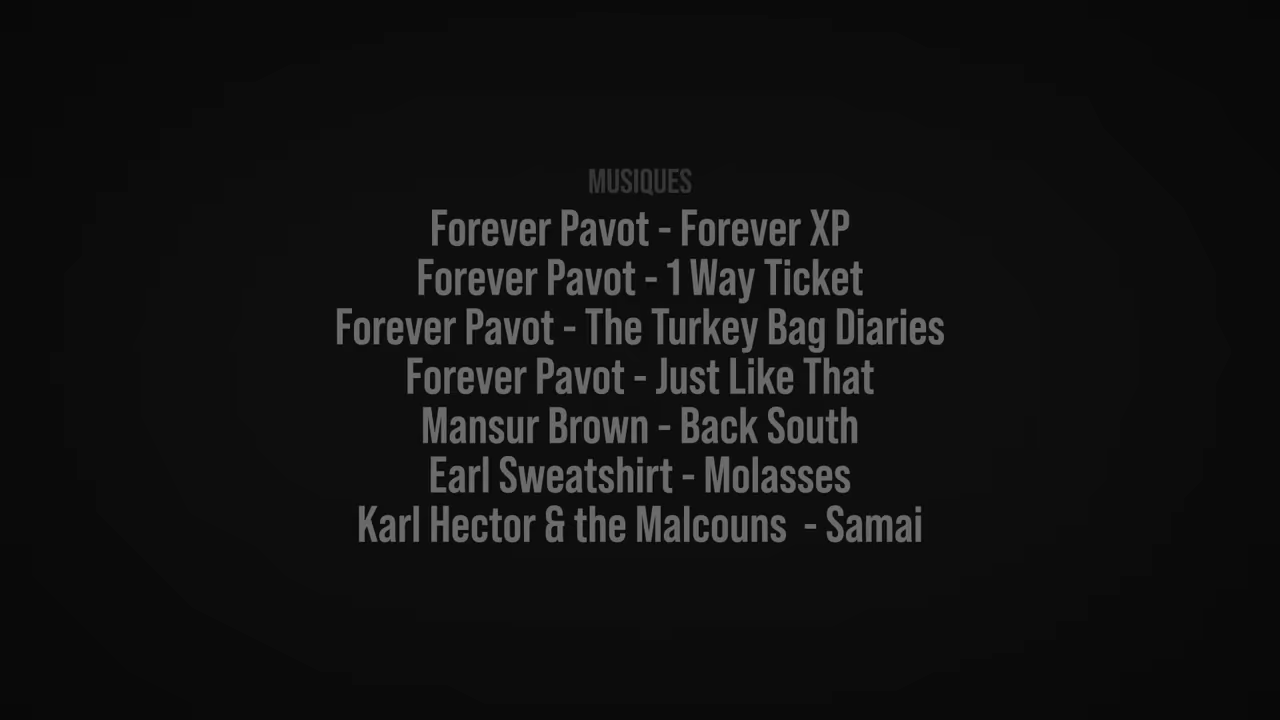 MUSIQUES
Forever Pavot - Forever XP
Forever Pavot - 1 Way Ticket
Forever Pavot - The Turkey Bag Diaries
Forever Pavot - Just Like That
Mansur Brown - Back South
Earl Sweatshirt - Molasses
Karl Hector & the Malcouns  - Samai